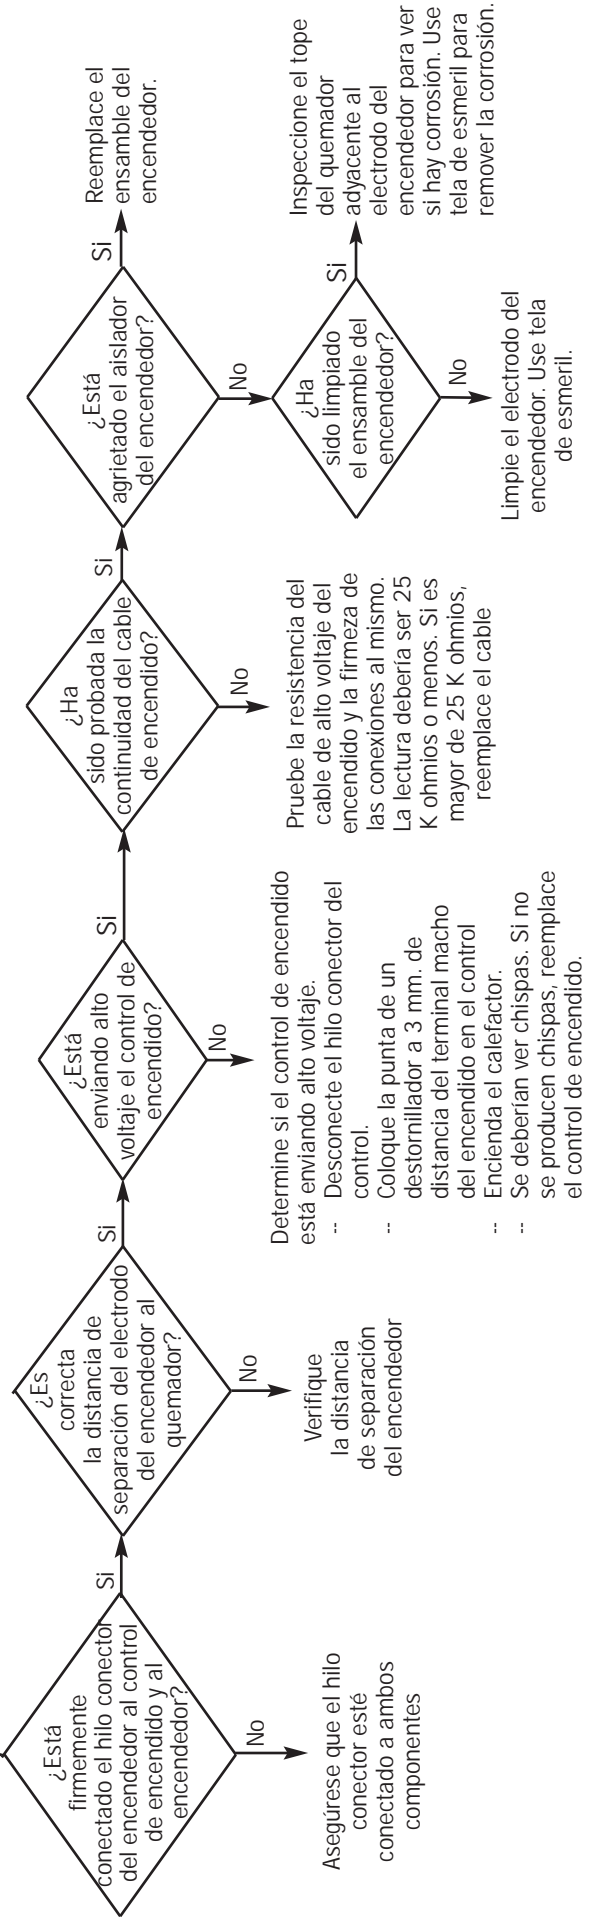 ¿Está
firmemente
conectado el hilo conector
del encendedor al control
de encendido y al
encendedor?
Si
No
Asegúrese que el hilo
conector esté
conectado a ambos
componentes
¿Es
correcta
la distancia de
separación del electrodo
del encendedor al
quemador?
Si
No
Verifique
la distancia
de separación
del encendedor
¿Está
enviando alto
voltaje el control de
encendido?
Si
No
Determine si el control de encendido
está enviando alto voltaje.
-- Desconecte el hilo conector del
control.
-- Coloque la punta de un
destornillador a 3 mm. de
distancia del terminal macho
del encendido en el control
-- Encienda el calefactor.
-- Se deberían ver chispas. Si no
se producen chispas, reemplace
el control de encendido.
¿Ha
sido probada la
continuidad del cable
de encendido?
Si
No
Pruebe la resistencia del
cable de alto voltaje del
encendido y la firmeza de
las conexiones al mismo.
La lectura debería ser 25
K ohmios o menos. Si es
mayor de 25 K ohmios,
reemplace el cable
¿Está
agrietado el aislador
del encendedor?
Si
Reemplace el
ensamble del
encendedor.
No
¿Ha
sido limpiado
el ensamble del
encendedor?
Si
Inspeccione el tope
del quemador
adyacente al
electrodo del
encendedor para ver
si hay corrosión. Use
tela de esmeril para
remover la corrosión.
No
Limpie el electrodo del
encendedor. Use tela
de esmeril.